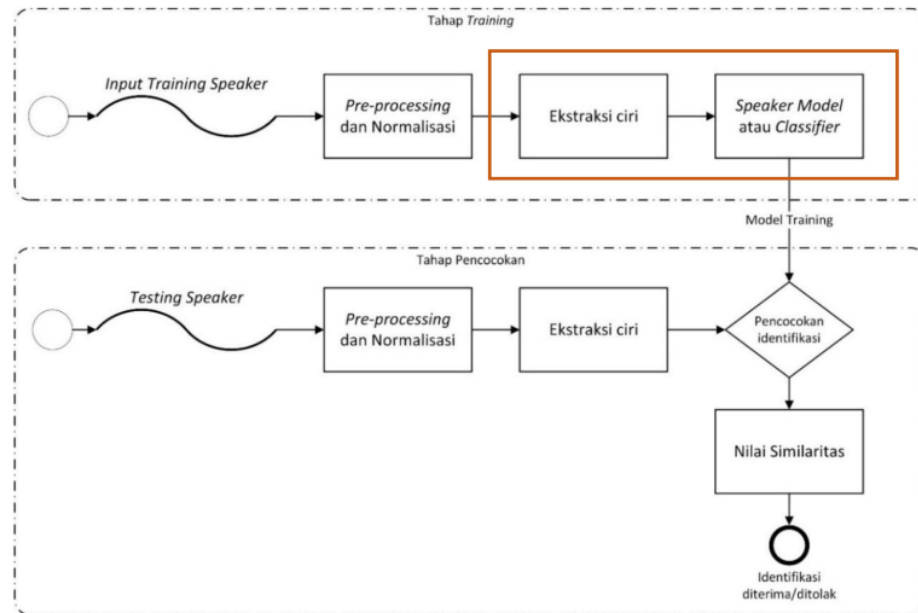 Tahap Training
Input Training Speaker
Pre-processing
dan Normalisasi
Ekstraksi ciri
Speaker Model
atau Classifier
Model Training
Tahap Pencocokan
Testing Speaker
Pre-processing
dan Normalisasi
Ekstraksi ciri
Pencocokan
identifikasi
Nilai Similaritas
Identifikasi
diterima/ditolak